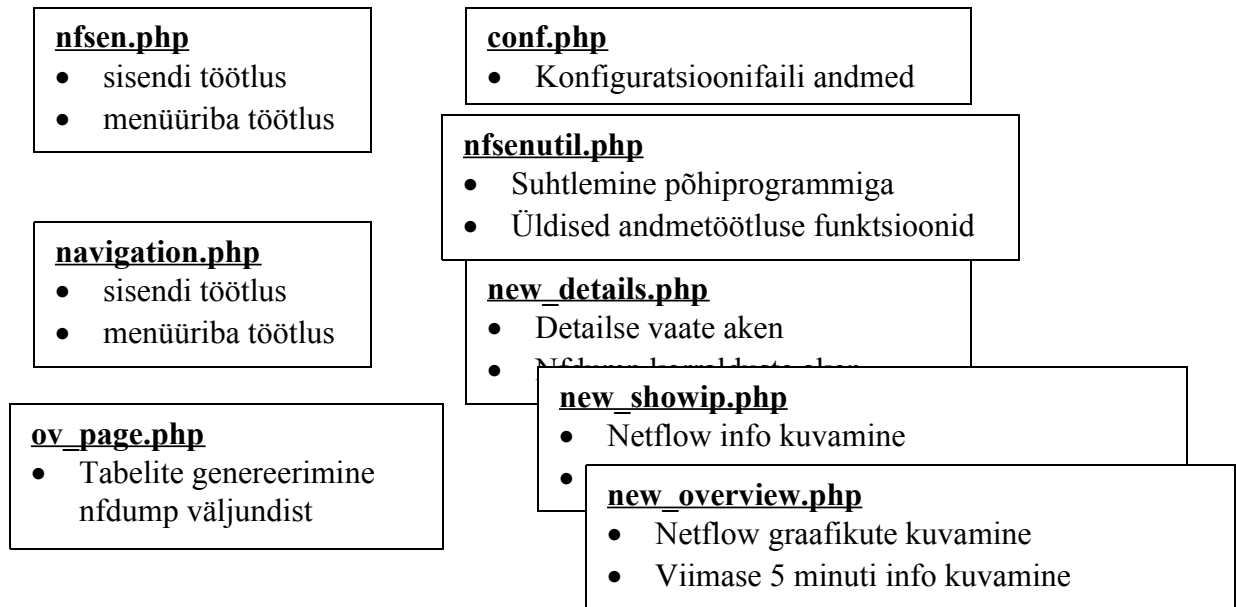 nfsen.php
• sisendi töötlus
• menüüriba töötlus
navigation.php
• sisendi töötlus
• menüüriba töötlus
ov_page.php
• Tabelite genereerimine
nfdump väljundist
conf.php
• Konfiguratsioonifaili andmed
nfsenutil.php
• Suhtlemine põhiprogrammiga
• Üldised andmetöötluse funktsioonid
new_details.php
• Detailse vaate aken
•
new_showip.php
• Netflow info kuvamine
•
new_overview.php
• Netflow graafikute kuvamine
• Viimase 5 minuti info kuvamine